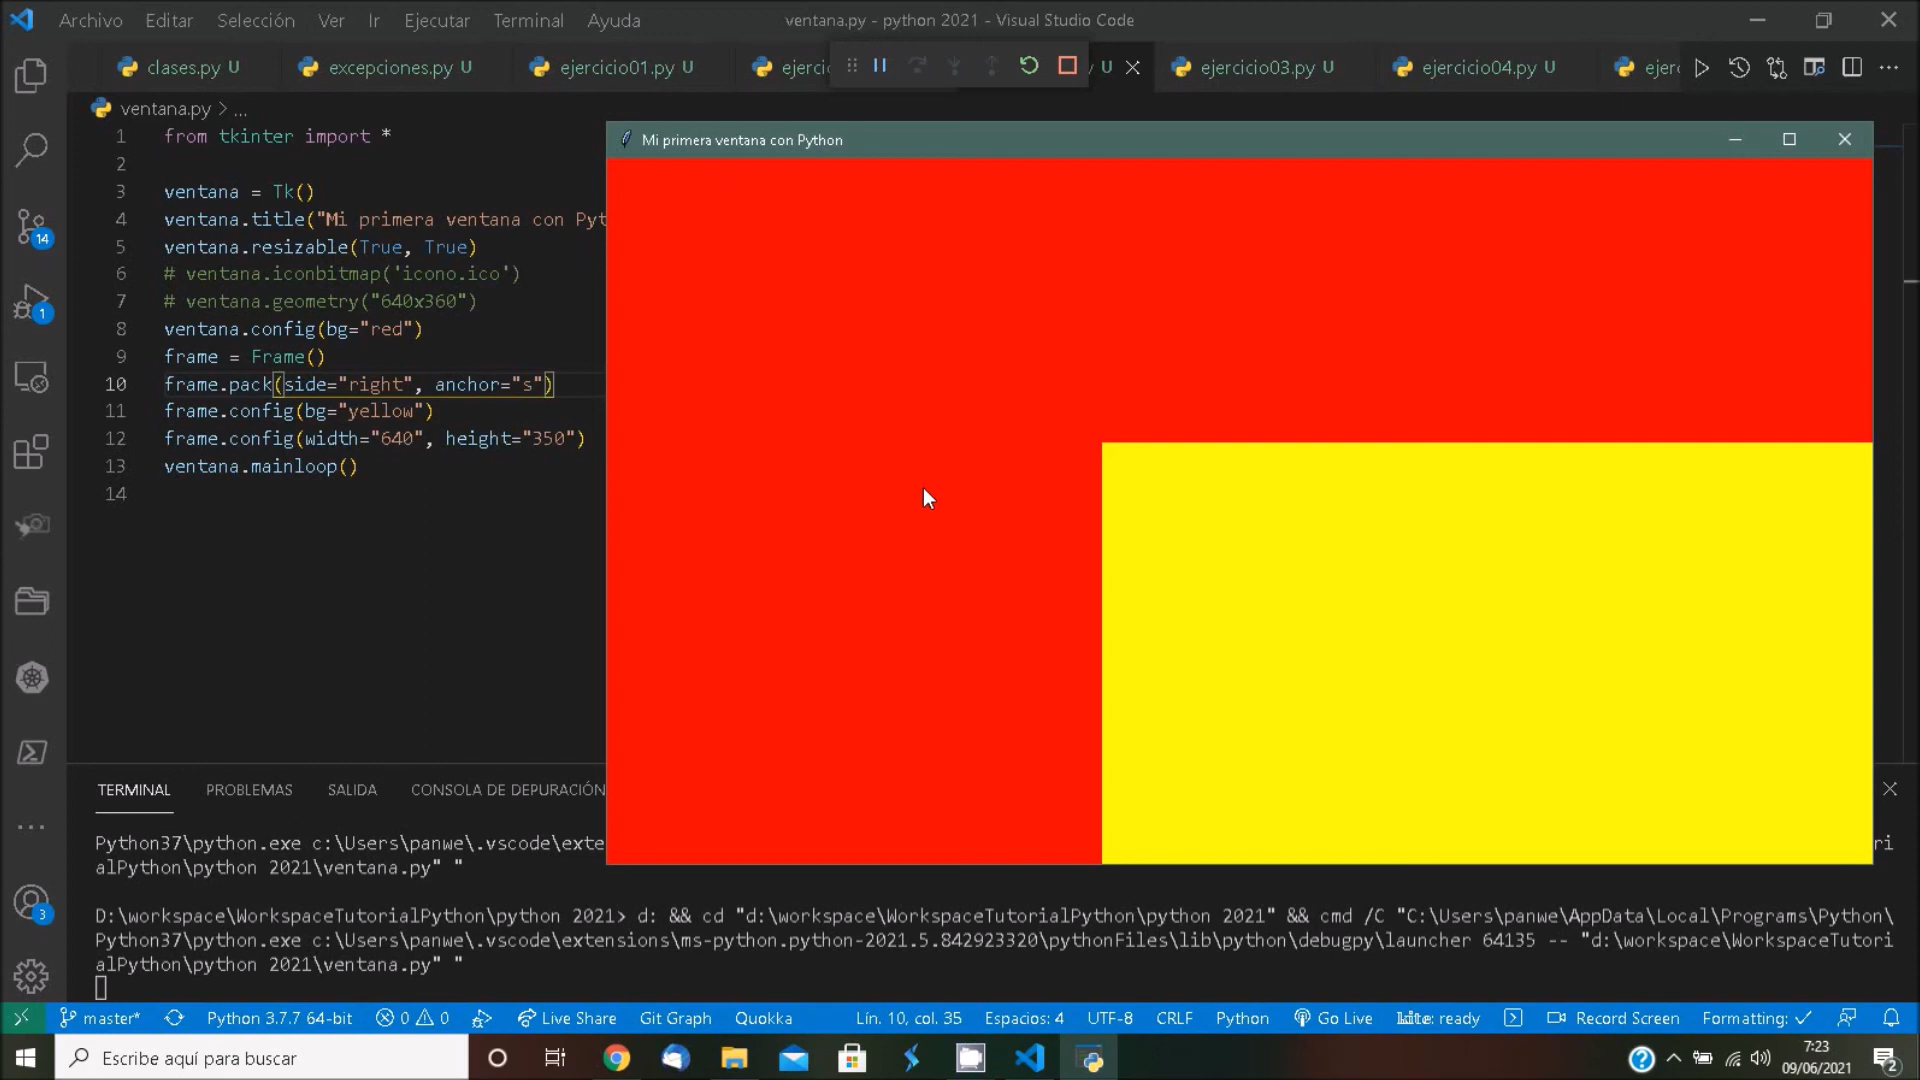 Archivo Editar Selección Ver Ir Ejecutar Terminal Ayuda ventana.py - python 2021 - Visual Studio Code
clases.py U excepciones.py U ejercicio01.py U U ejercicio03.py U ejercicio04.py U
ventana.py > ...
1 from tkinter import *
2
3 ventana = Tk()
4 ventana.title("Mi primera ventana con Pyt
5 ventana.resizable(True, True)
6 # ventana.iconbitmap('icono.ico')
7 # ventana.geometry("640x360")
8 ventana.config(bg="red")
9 frame = Frame()
10 frame.pack(side="right", anchor="s")
11 frame.config(bg="yellow")
12 frame.config(width="640", height="350")
13 ventana.mainloop()
14
Mi primera ventana con Python
14
1
3
TERMINAL PROBLEMAS SALIDA CONSOLA DE DEPURACIÓN
Python37\python.exe c:\Users\panwe\.vscode\exte ri
alPython\python 2021\ventana.py" "
D:\workspace\WorkspaceTutorialPython\python 2021> d: && cd "d:\workspace\WorkspaceTutorialPython\python 2021" && cmd /C "C:\Users\panwe\AppData\Local\Programs\Python\
Python37\python.exe c:\Users\panwe\.vscode\extensions\ms-python.python-2021.5.842923320\pythonFiles\lib\python\debugpy\launcher 64135 -- "d:\workspace\WorkspaceTutori
alPython\python 2021\ventana.py" "
master* Python 3.7.7 64-bit 0 0 Live Share Git Graph Quokka Lín. 10, col. 35 Espacios: 4 UTF-8 CRLF Python Go Live kite: ready Record Screen Formatting: ✓
Escribe aquí para buscar
7:23
09/06/2021
2